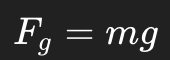 F_g = mg